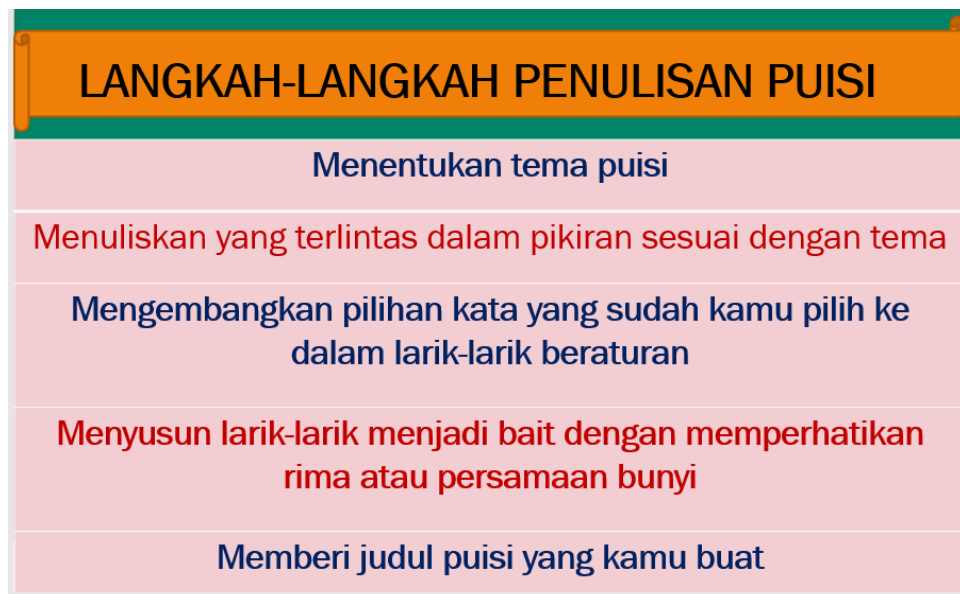 LANGKAH-LANGKAH PENULISAN PUISI
Menentukan tema puisi
Menuliskan yang terlintas dalam pikiran sesuai dengan tema
Mengembangkan pilihan kata yang sudah kamu pilih ke
dalam larik-larik beraturan
Menyusun larik-larik menjadi bait dengan memperhatikan
rima atau persamaan bunyi
Memberi judul puisi yang kamu buat